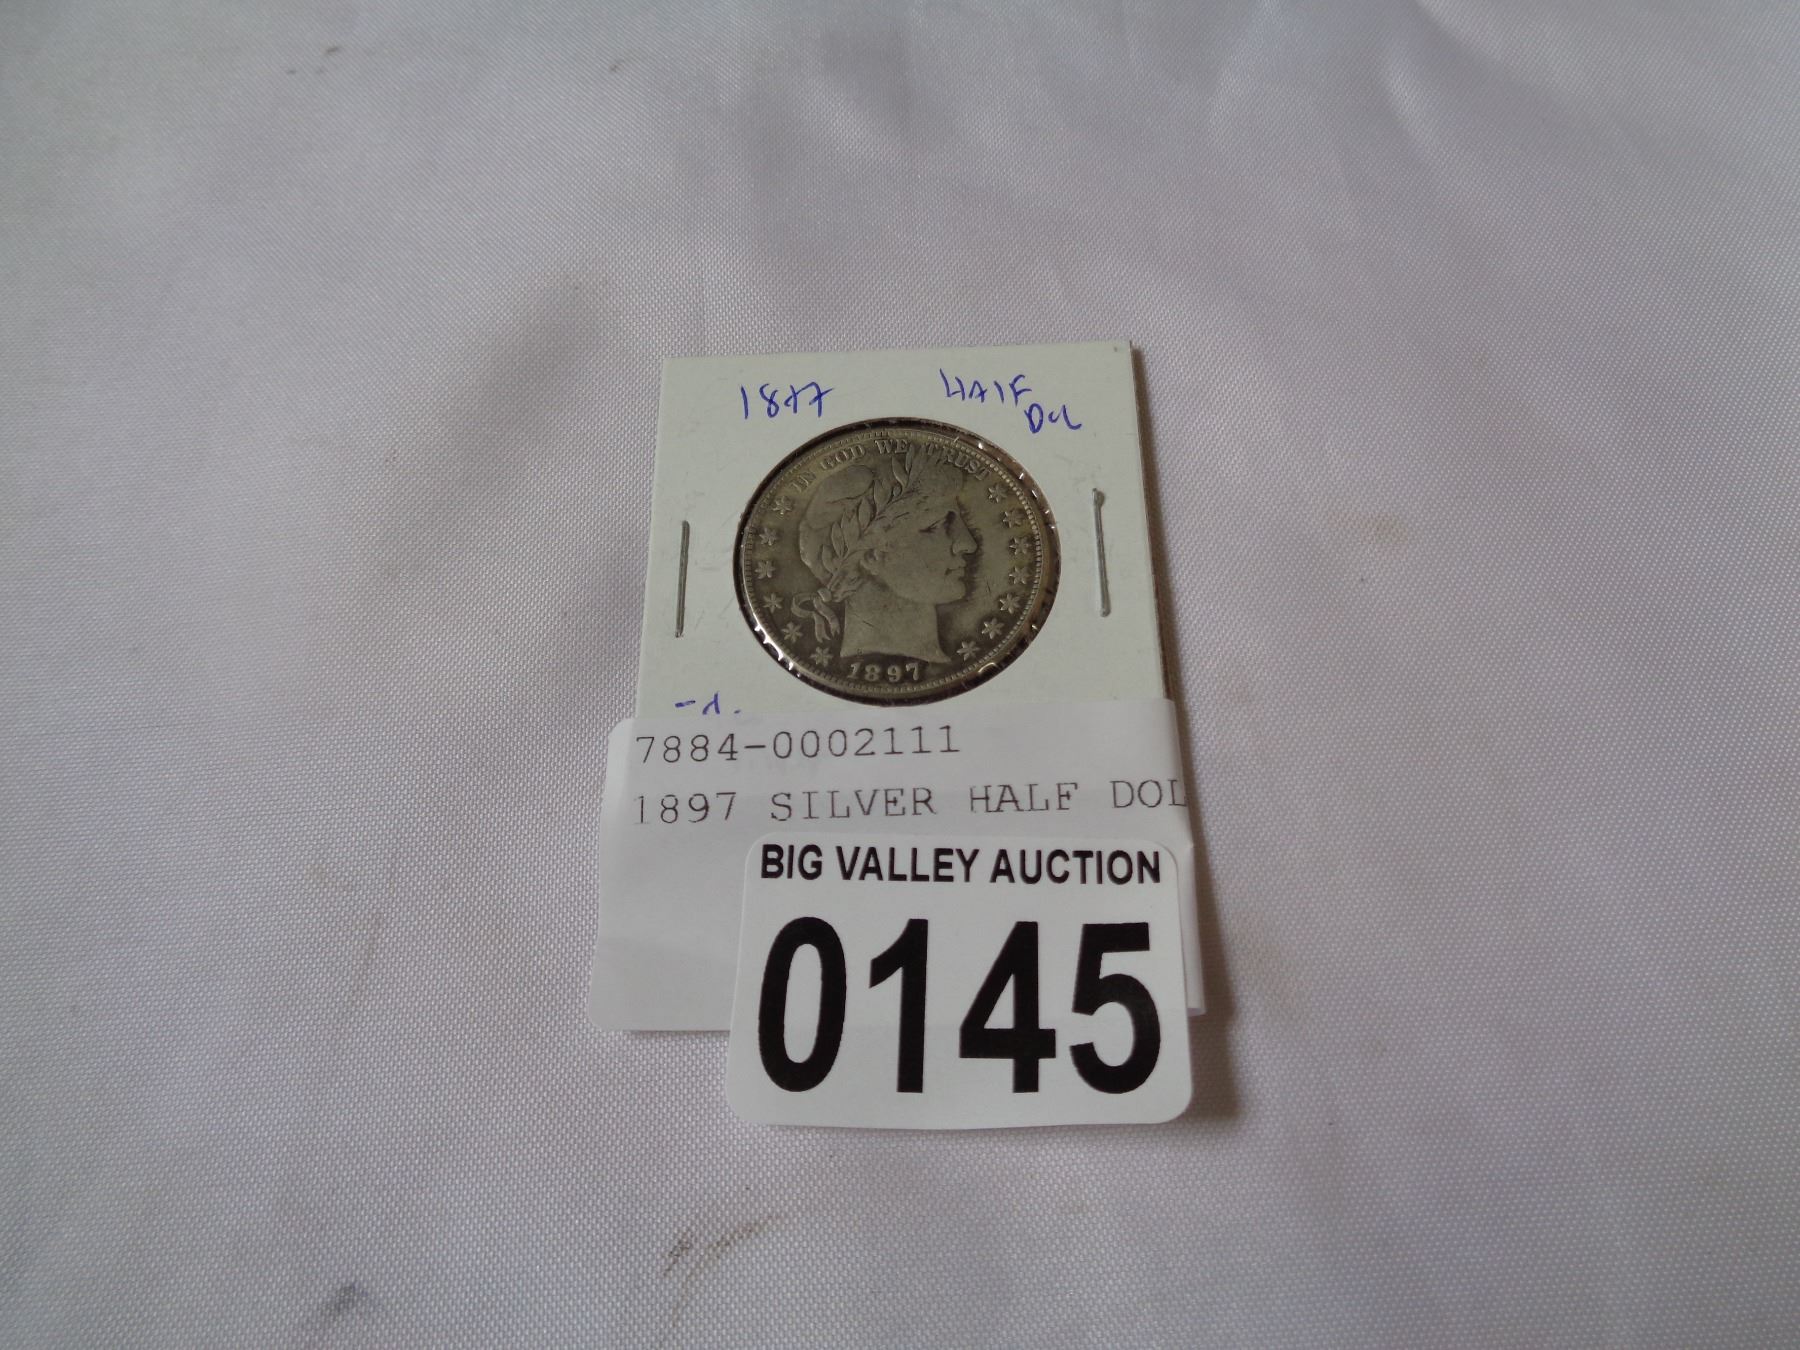 1897
HALF
Dol
IN GOD WE TRUST
1897
7884-0002111
1897 SILVER HALF DOL
BIG VALLEY AUCTION
0145